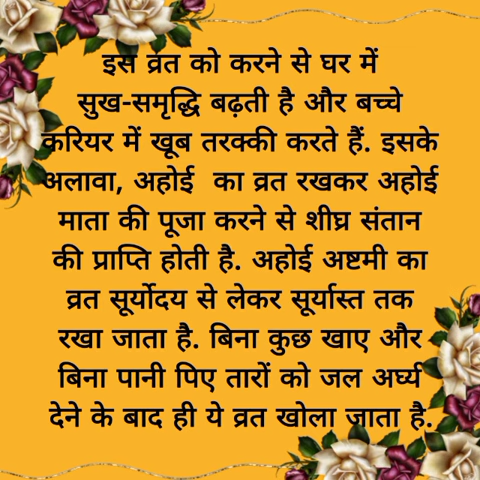 इस व्रत को करने से घर में
सुख-समृद्धि बढ़ती है और बच्चे
करियर में खूब तरक्की करते हैं. इसके
अलावा, अहोई का व्रत रखकर अहोई
माता की पूजा करने से शीघ्र संतान
की प्राप्ति होती है. अहोई अष्टमी का
व्रत सूर्योदय से लेकर सूर्यास्त तक
रखा जाता है. बिना कुछ खाए और
बिना पानी पिए तारों को जल अर्घ्य
देने के बाद ही ये व्रत खोला जाता है.